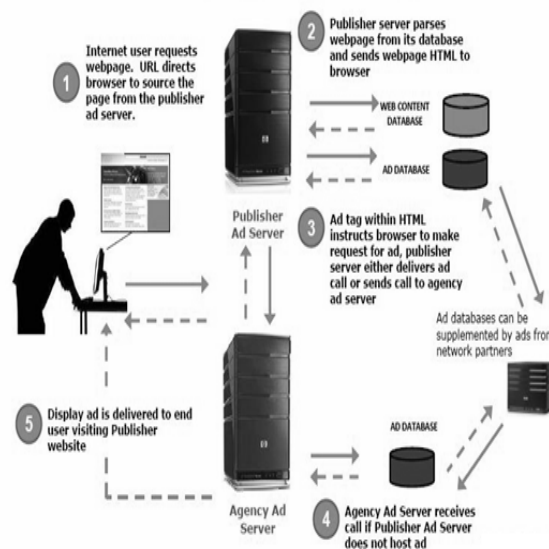 1
Internet user requests
webpage. URL directs
browser to source the
page from the publisher
ad server.
2
Publisher server parses
webpage from its database
and sends webpage HTML to
browser
WEB CONTENT
DATABASE
AD DATABASE
Publisher
Ad Server
3
Ad tag within HTML
instructs browser to make
request for ad, publisher
server either delivers ad
call or sends call to agency
ad server
Ad databases can be
supplemented by ads from
network partners
5
Display ad is delivered to end
user visiting Publisher
website
AD DATABASE
Agency Ad
Server
4
Agency Ad Server receives
call if Publisher Ad Server
does not host ad